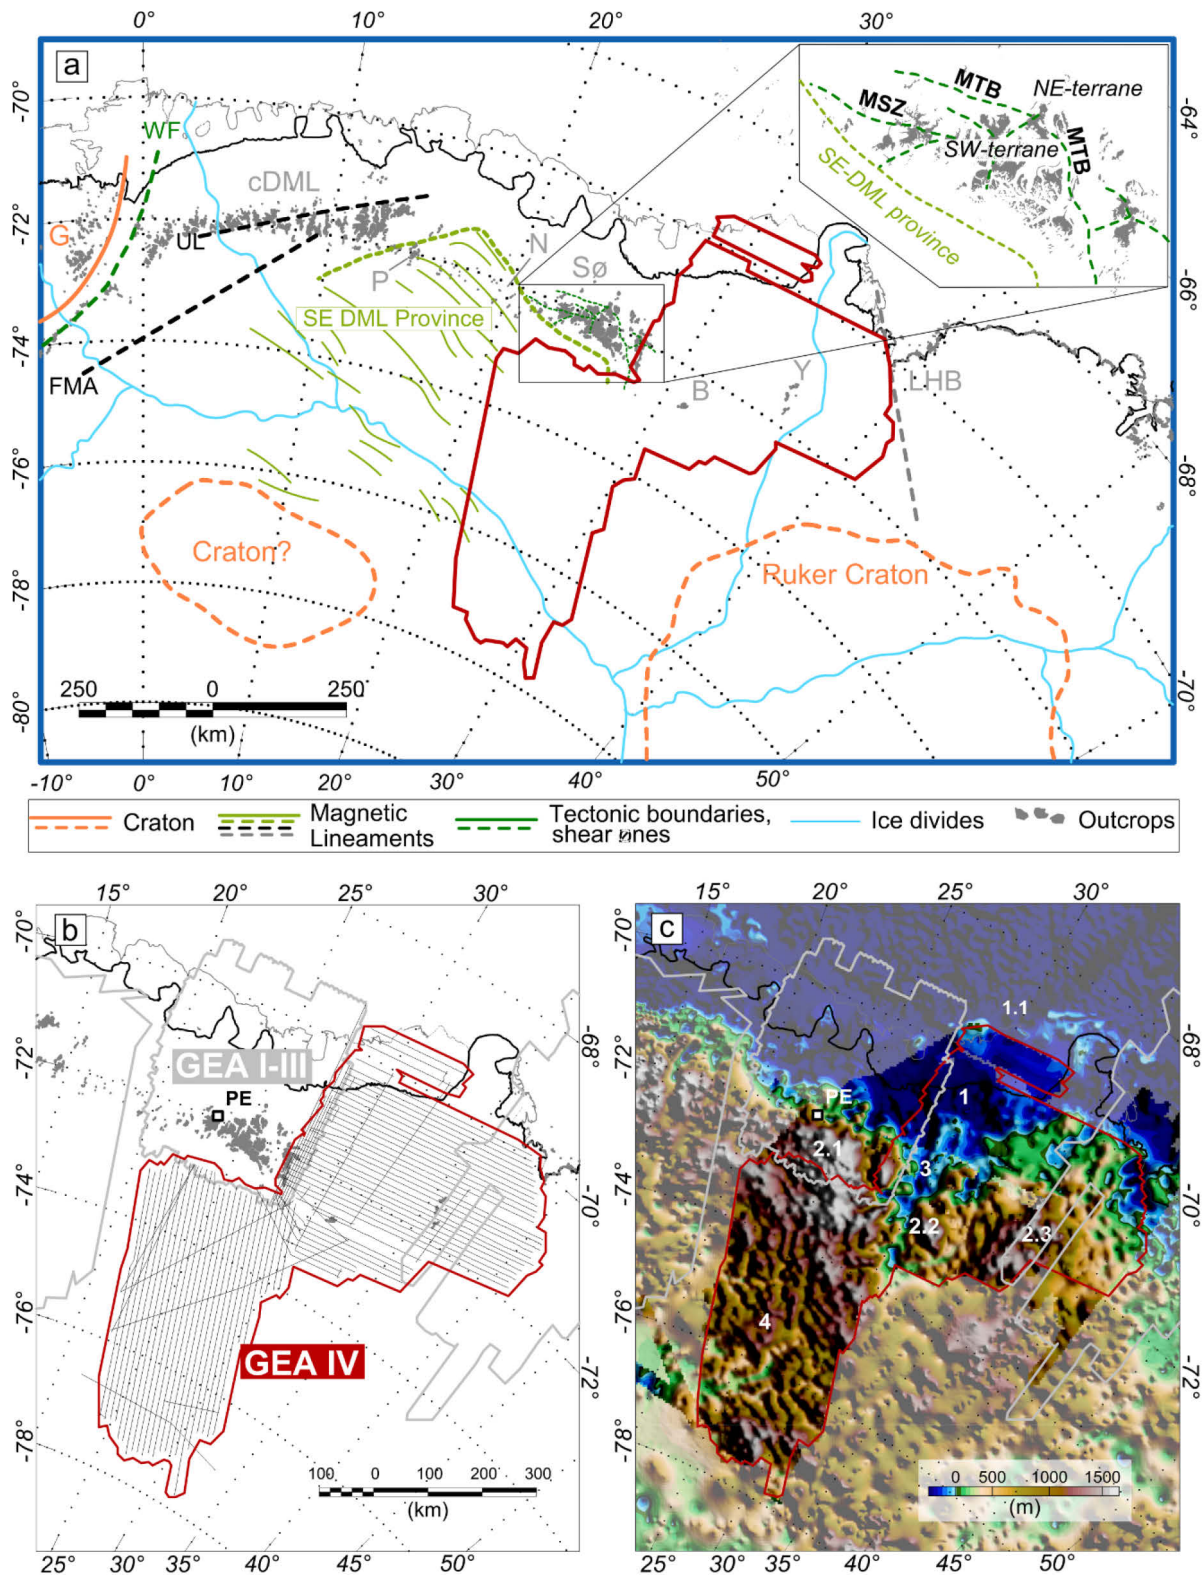 0° 10° 20° 30°
a
-70°
-72°
-74°
-76°
-78°
-80°
-64°
-66°
-68°
-70°
WF
G
cDML
UL
FMA
P
N
Sø
SE DML Province
B
Y
LHB
Craton?
Ruker Craton
MTB
NE-terrane
MSZ
SW-terrane
MTB
SE-DML province
250 0 250
(km)
-10° 0° 10° 20° 30° 40° 50°
Craton
Magnetic
Lineaments
Tectonic boundaries,
Ice divides
Outcrops
15° 20° 25° 30°
b
-70°
-72°
-74°
-76°
-78°
-68°
-70°
-72°
GEA I-III
PE
GEA IV
100 0 100 200 300
(km)
25° 30° 35° 40° 45° 50°
15° 20° 25° 30°
c
-70°
-72°
-74°
-76°
-78°
-68°
-70°
-72°
1.1
PE
1
2.1
3
2.2
2.3
4
0 500 1000 1500
(m)
25° 30° 35° 40° 45° 50°